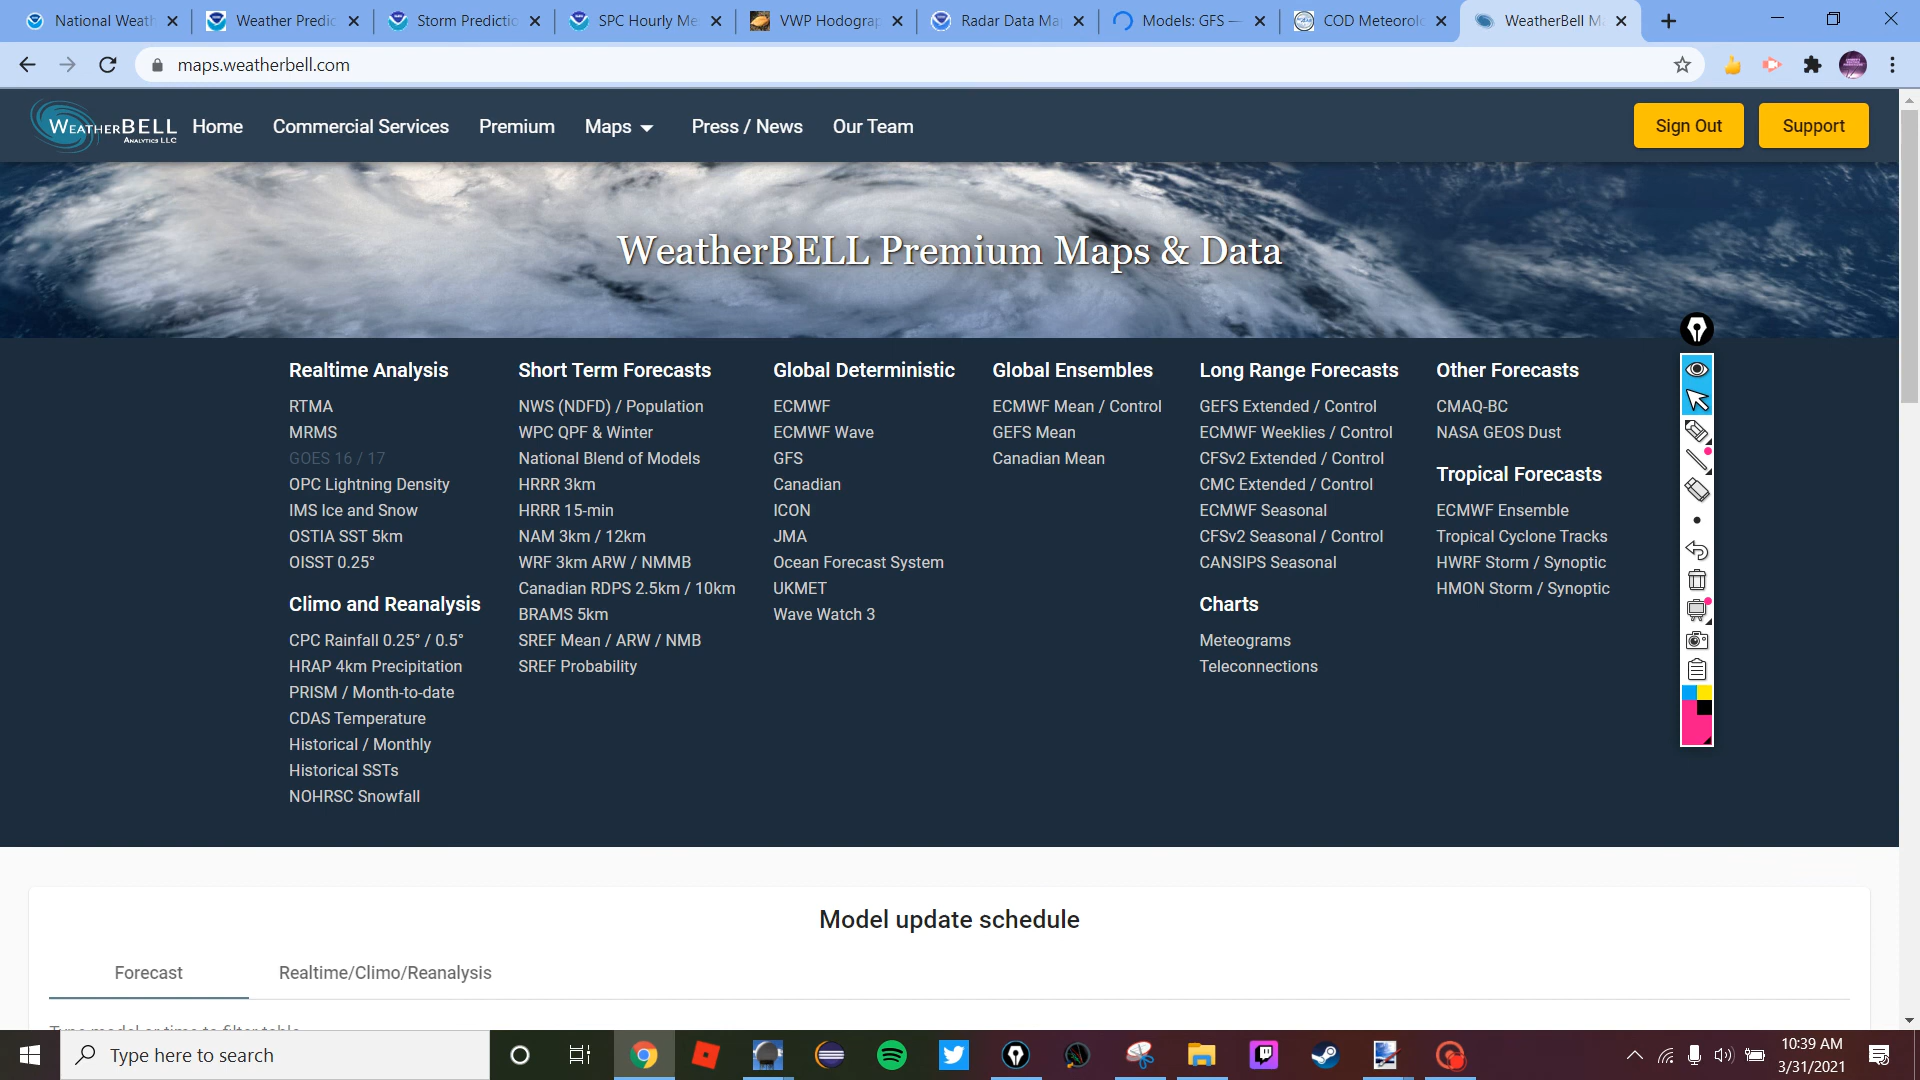 National Weath
Weather Predic
Storm Predictio
SPC Hourly Me
VWP Hodograp
Radar Data Map
Models: GFS —
COD Meteorolo
WeatherBell Ma
maps.weatherbell.com
WEATHERBELL
ANALYTICS LLC
Home
Commercial Services
Premium
Maps
Press / News
Our Team
Sign Out
Support
WeatherBELL Premium Maps & Data
Realtime Analysis
RTMA
MRMS
GOES 16 / 17
OPC Lightning Density
IMS Ice and Snow
OSTIA SST 5km
OISST 0.25°
Climo and Reanalysis
CPC Rainfall 0.25° / 0.5°
HRAP 4km Precipitation
PRISM / Month-to-date
CDAS Temperature
Historical / Monthly
Historical SSTs
NOHRSC Snowfall
Short Term Forecasts
NWS (NDFD) / Population
WPC QPF & Winter
National Blend of Models
HRRR 3km
HRRR 15-min
NAM 3km / 12km
WRF 3km ARW / NMMB
Canadian RDPS 2.5km / 10km
BRAMS 5km
SREF Mean / ARW / NMB
SREF Probability
Global Deterministic
ECMWF
ECMWF Wave
GFS
Canadian
ICON
JMA
Ocean Forecast System
UKMET
Wave Watch 3
Global Ensembles
ECMWF Mean / Control
GEFS Mean
Canadian Mean
Long Range Forecasts
GEFS Extended / Control
ECMWF Weeklies / Control
CFSv2 Extended / Control
CMC Extended / Control
ECMWF Seasonal
CFSv2 Seasonal / Control
CANSIPS Seasonal
Charts
Meteograms
Teleconnections
Other Forecasts
CMAQ-BC
NASA GEOS Dust
Tropical Forecasts
ECMWF Ensemble
Tropical Cyclone Tracks
HWRF Storm / Synoptic
HMON Storm / Synoptic
Model update schedule
Forecast
Realtime/Climo/Reanalysis
Type model or time to filter table
Type here to search
10:39 AM
3/31/2021